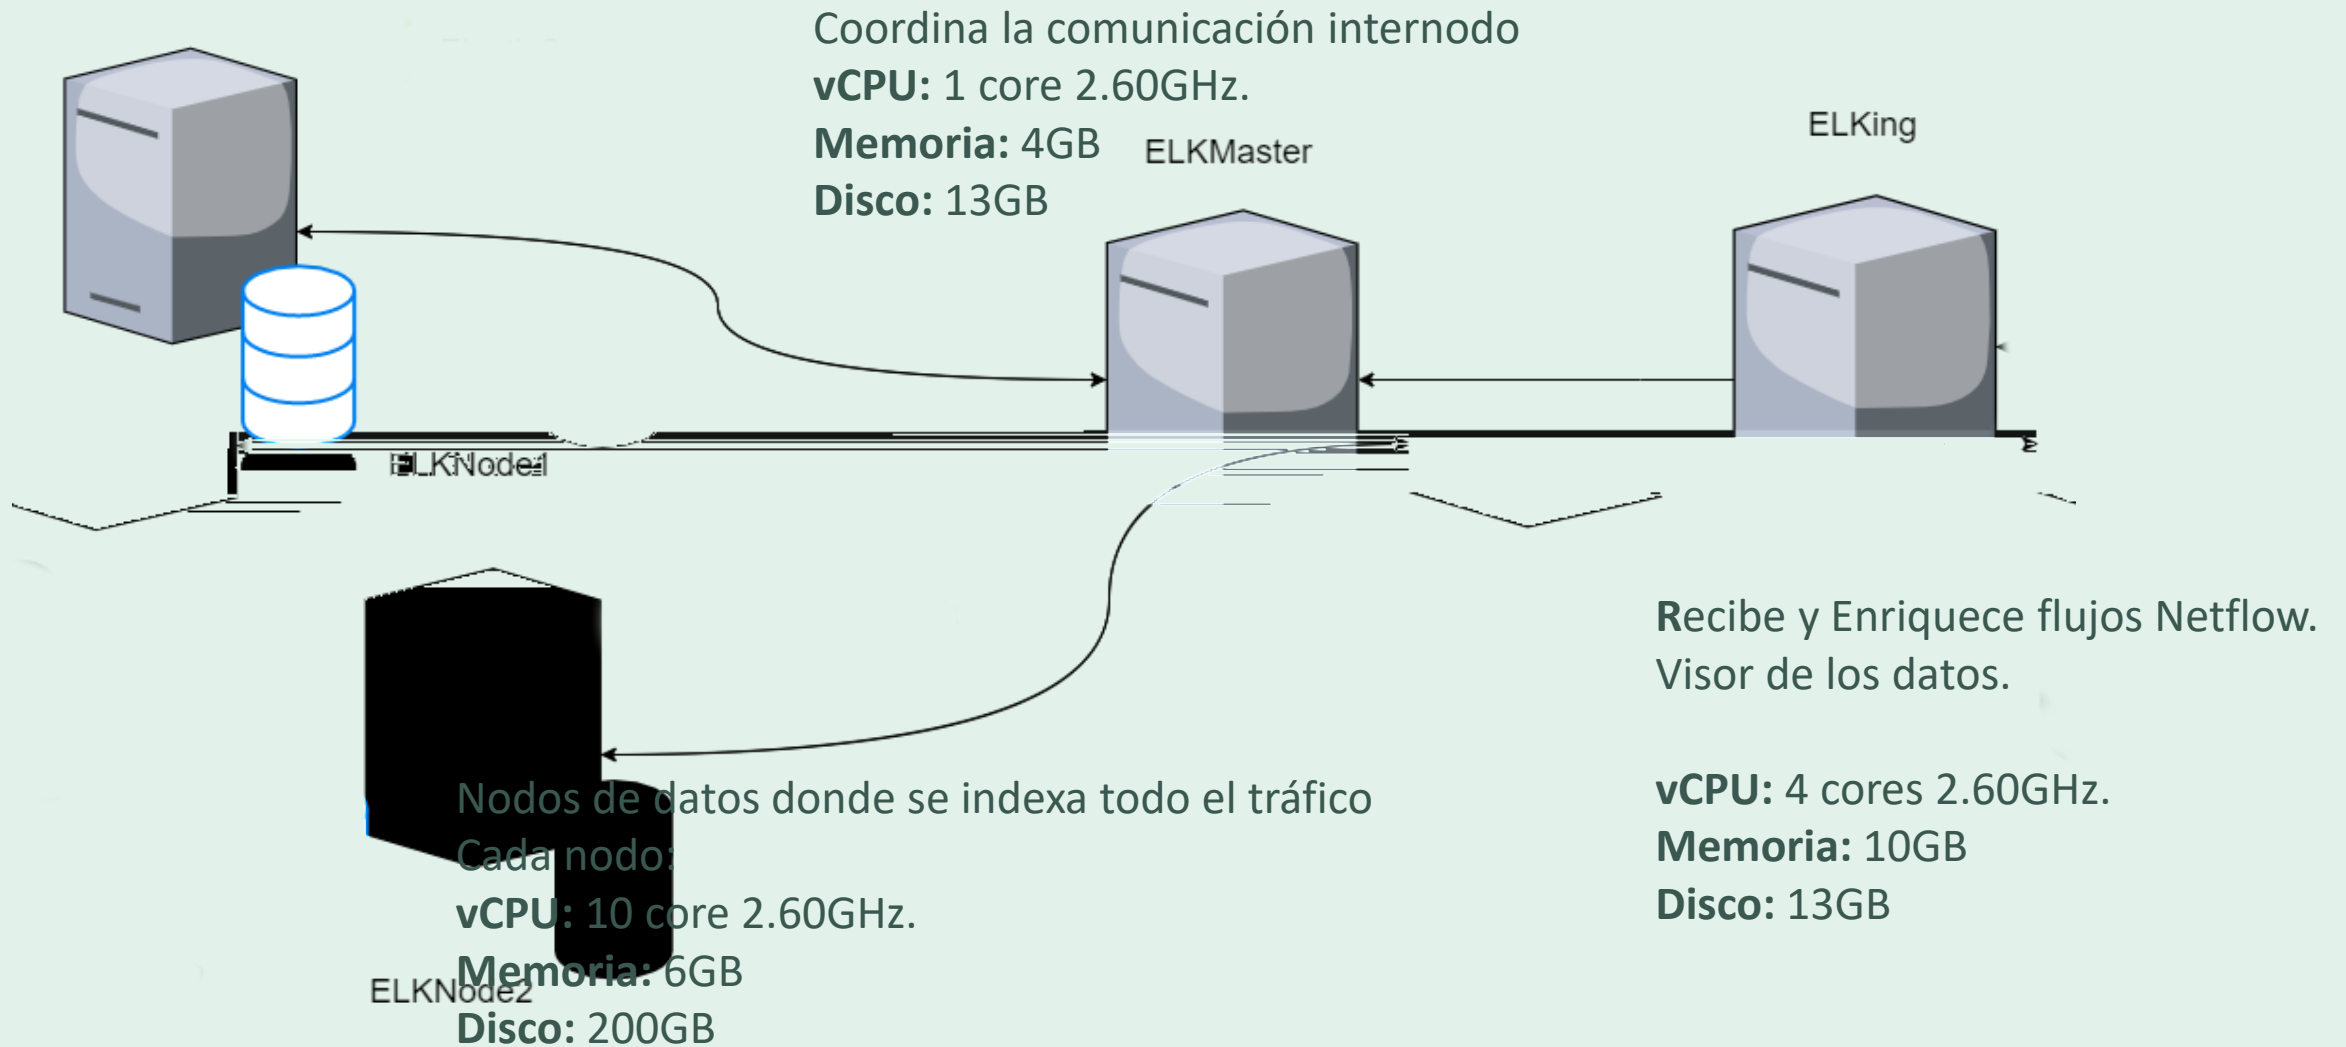 Coordina la comunicación internodo
vCPU: 1 core 2.60GHz.
Memoria: 4GB
Disco: 13GB
ELKMaster
ELKing
ELKNode1
Recibe y Enriquece flujos Netflow.
Visor de los datos.
vCPU: 4 cores 2.60GHz.
Memoria: 10GB
Disco: 13GB
Nodos de datos donde se indexa todo el tráfico
Cada nodo:
vCPU: 10 core 2.60GHz.
Memoria: 6GB
Disco: 200GB
ELKNode2